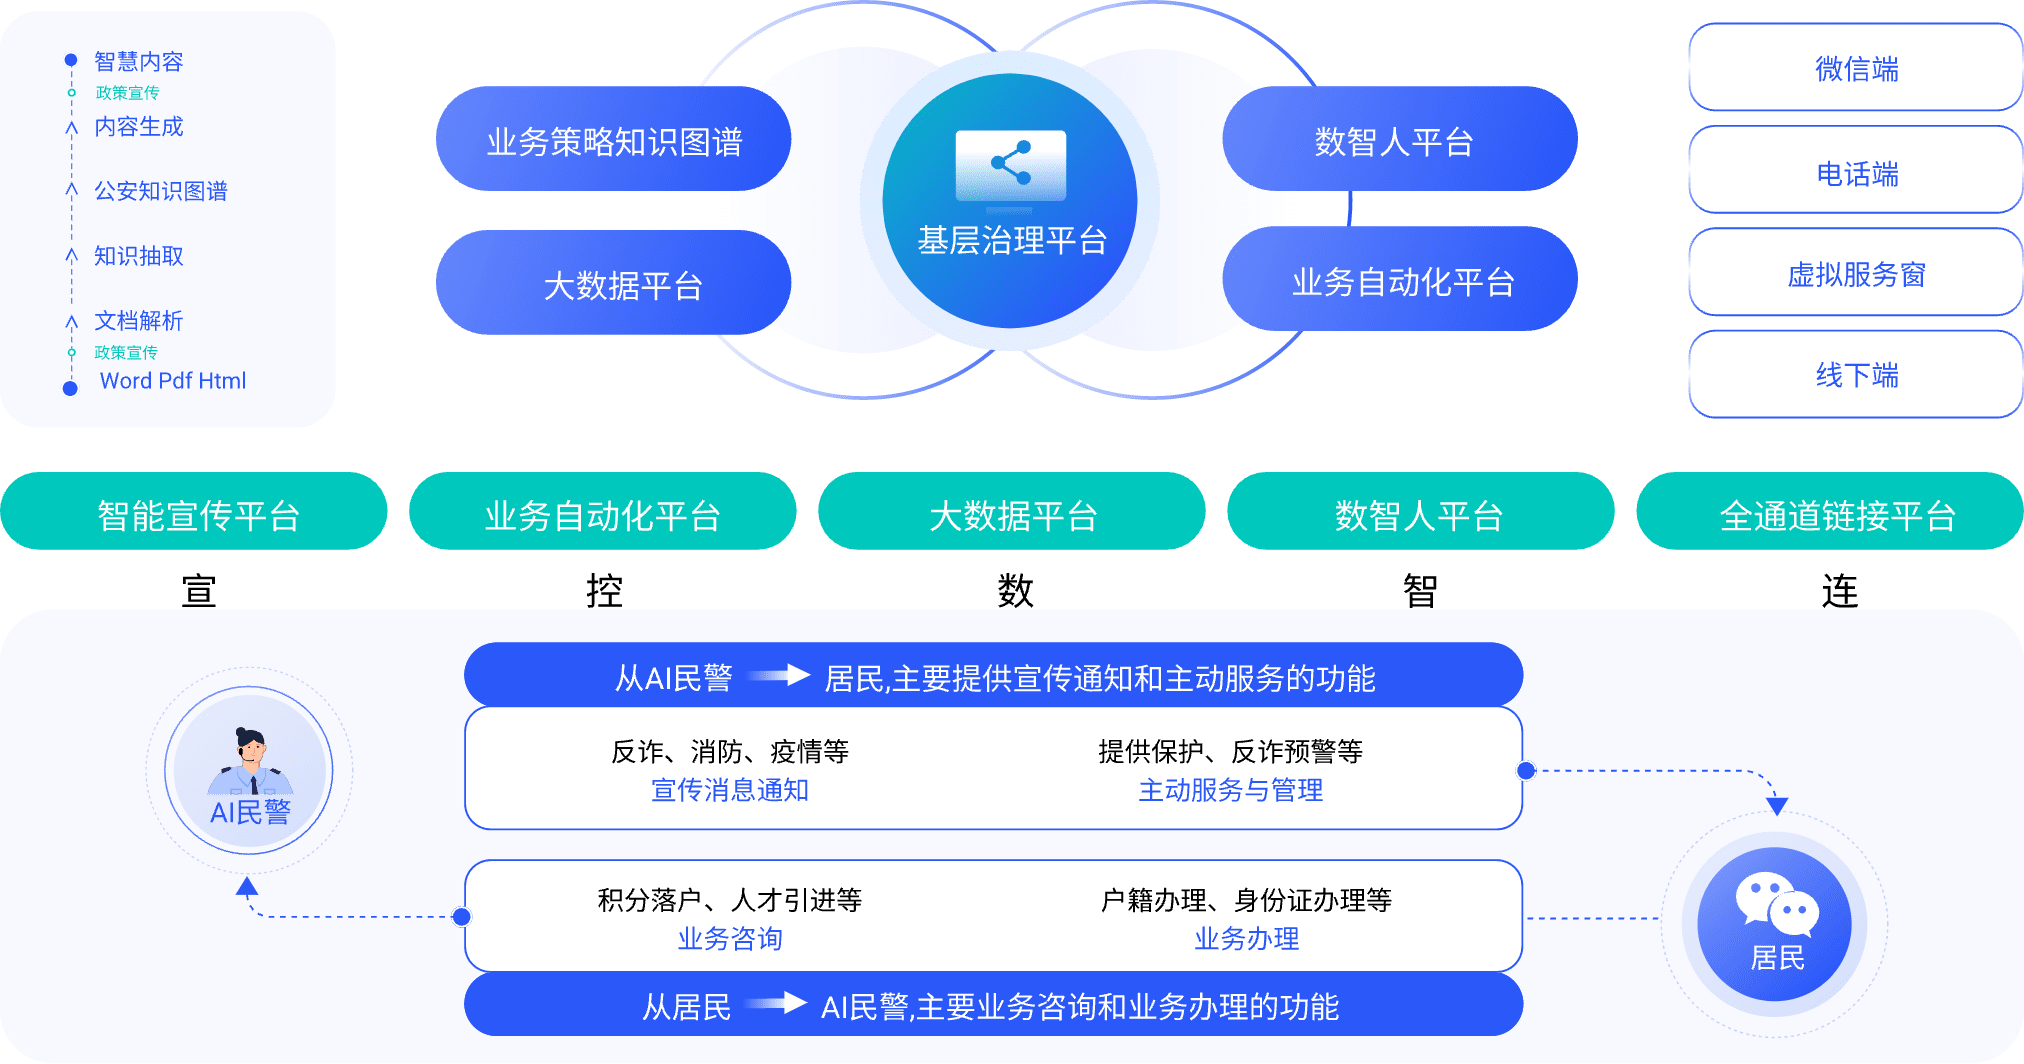 智慧内容
政策宣传
内容生成
公安知识图谱
知识抽取
文档解析
政策宣传
Word Pdf Html
业务策略知识图谱
大数据平台
基层治理平台
数智人平台
业务自动化平台
微信端
电话端
虚拟服务窗
线下端
智能宣传平台
业务自动化平台
大数据平台
数智人平台
全通道链接平台
宣
控
数
智
连
从AI民警
居民,主要提供宣传通知和主动服务的功能
反诈、消防、疫情等
宣传消息通知
提供保护、反诈预警等
主动服务与管理
AI民警
积分落户、人才引进等
业务咨询
户籍办理、身份证办理等
业务办理
居民
从居民
AI民警,主要业务咨询和业务办理的功能